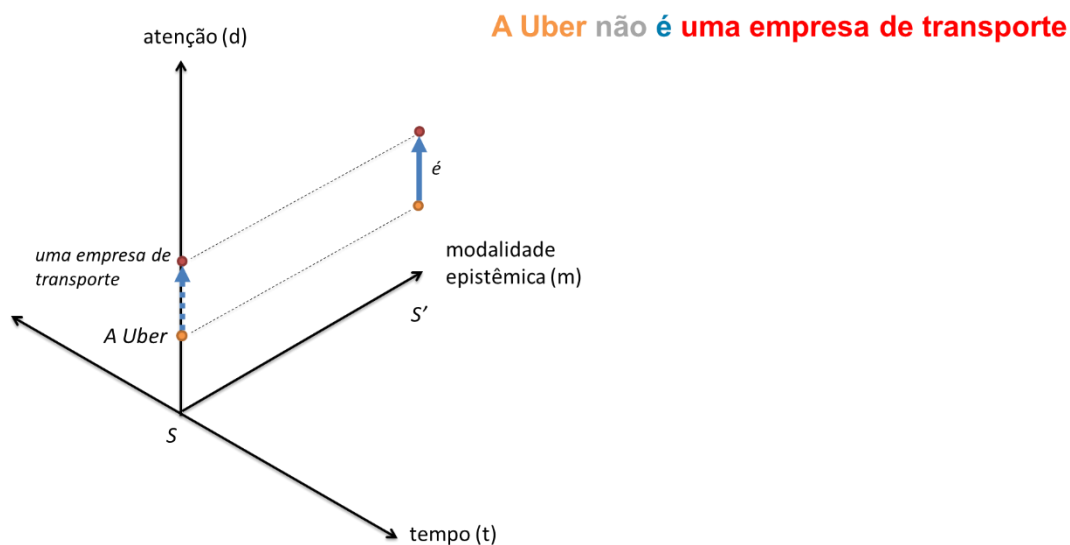 A Uber não é uma empresa de transporte
atenção (d)
é
uma empresa de
transporte
modalidade
epistêmica (m)
S’
A Uber
S
tempo (t)